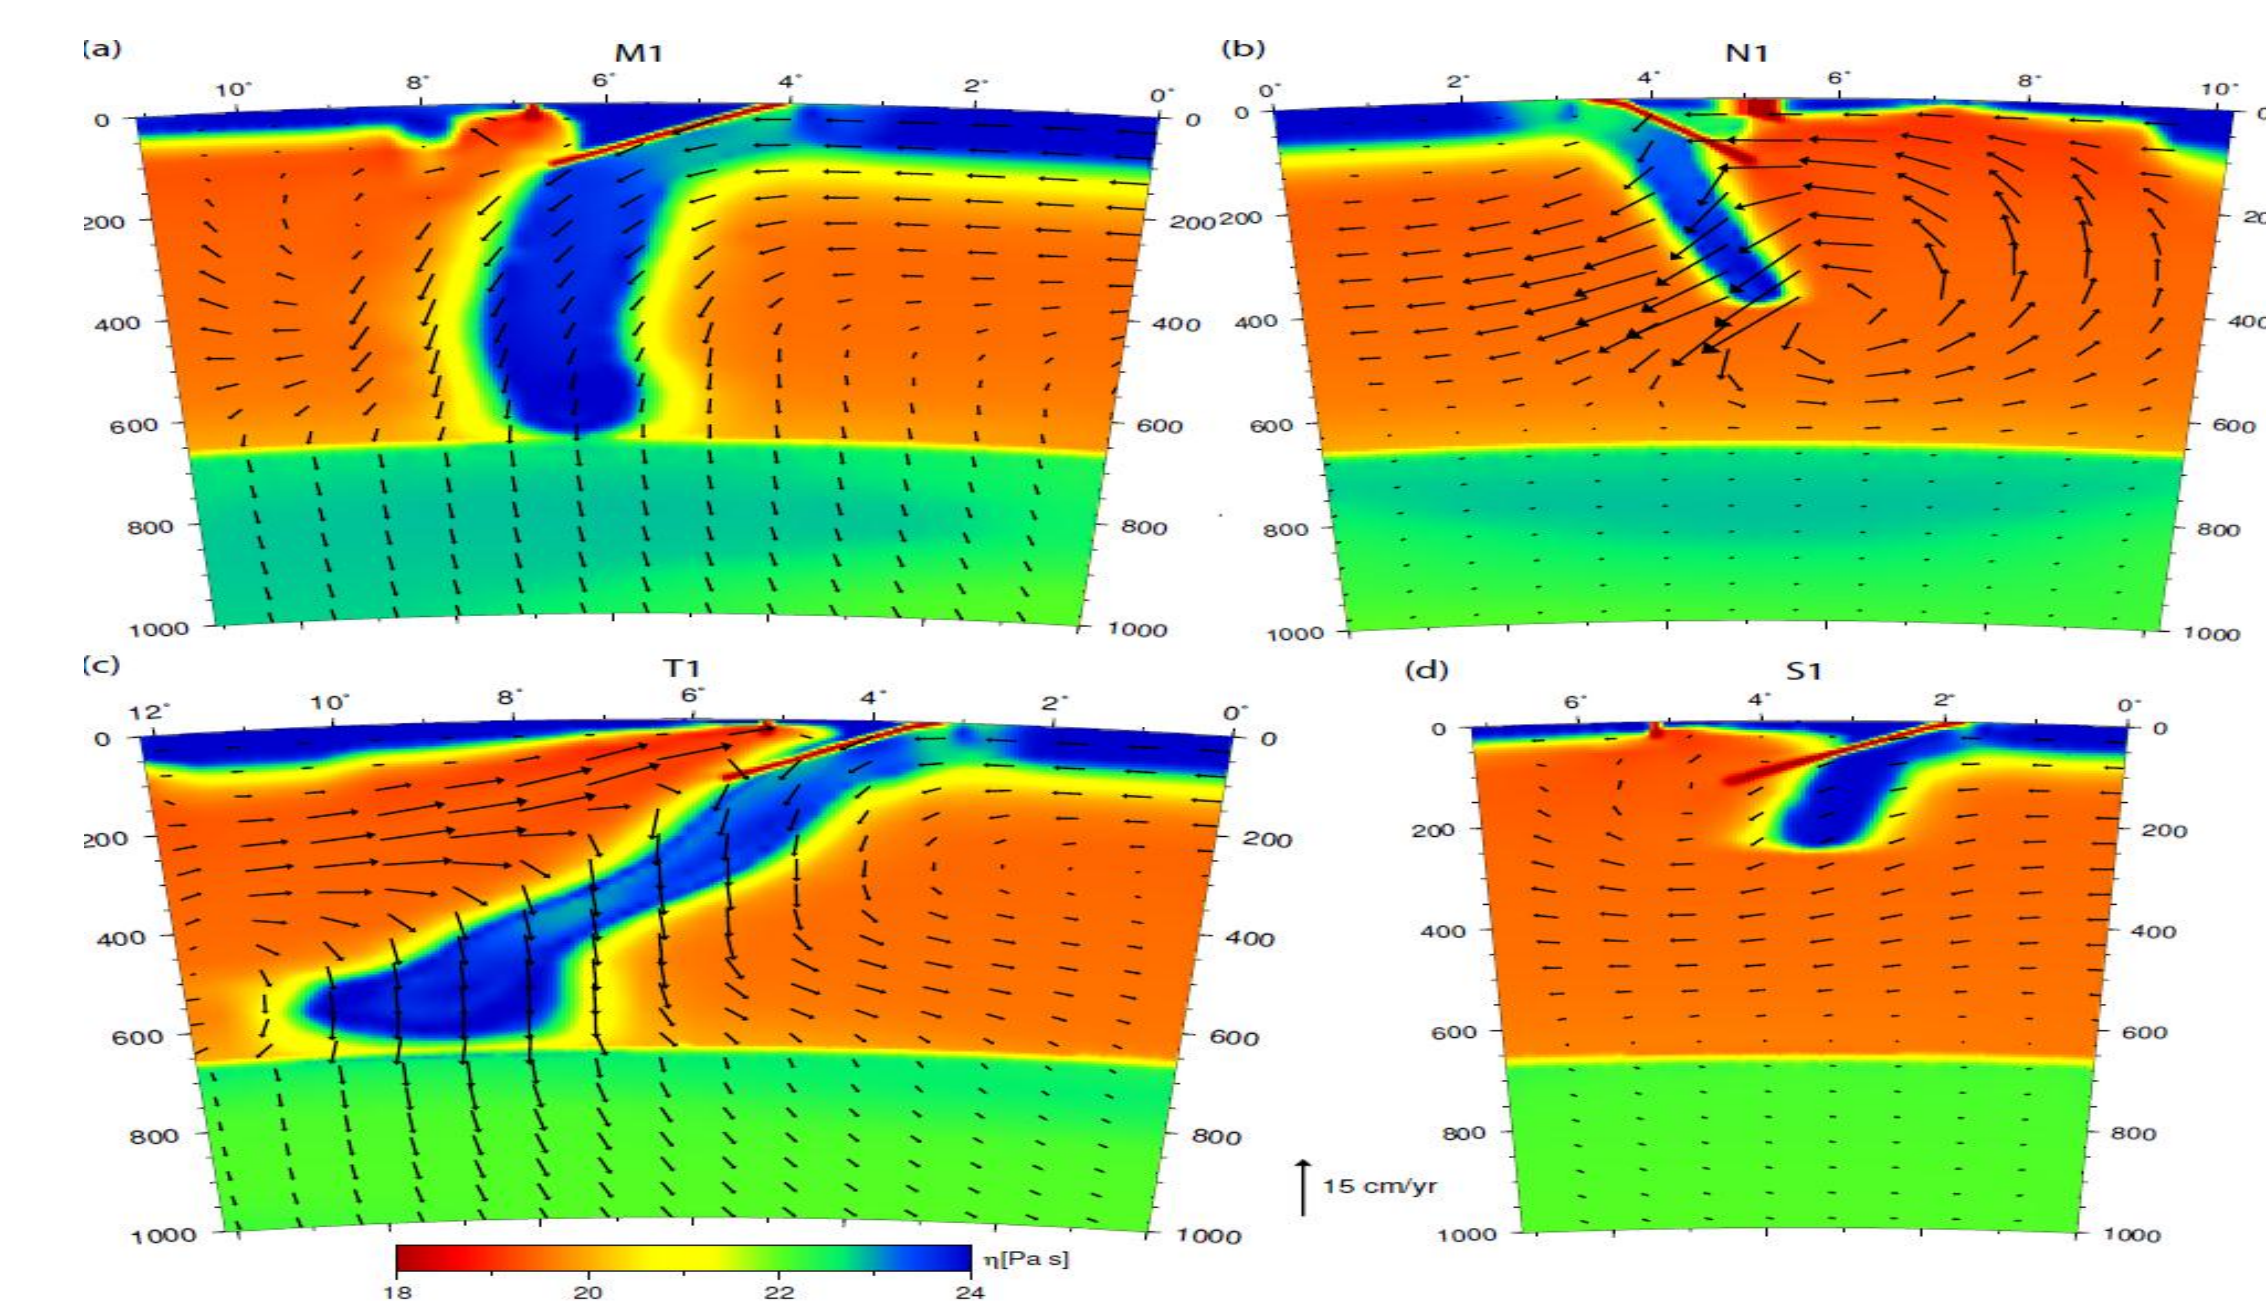 (a) M1 (b) N1
10° 8° 6° 4° 2° 0° 0° 2° 4° 6° 8° 10°
0 0 0
200 200 200 20
400 400 400 400
600 600 600 600
800 800 800 800
1000 1000 1000 1000
(c) T1 (d) S1
12° 10° 8° 6° 4° 2° 0° 6° 4° 2° 0°
0 0 0 0
200 200 200 200
400 400 400 400
600 600 600 600
800 800 800 800
15 cm/yr
1000 1000 1000 1000
η[Pa s]
18 20 22 24